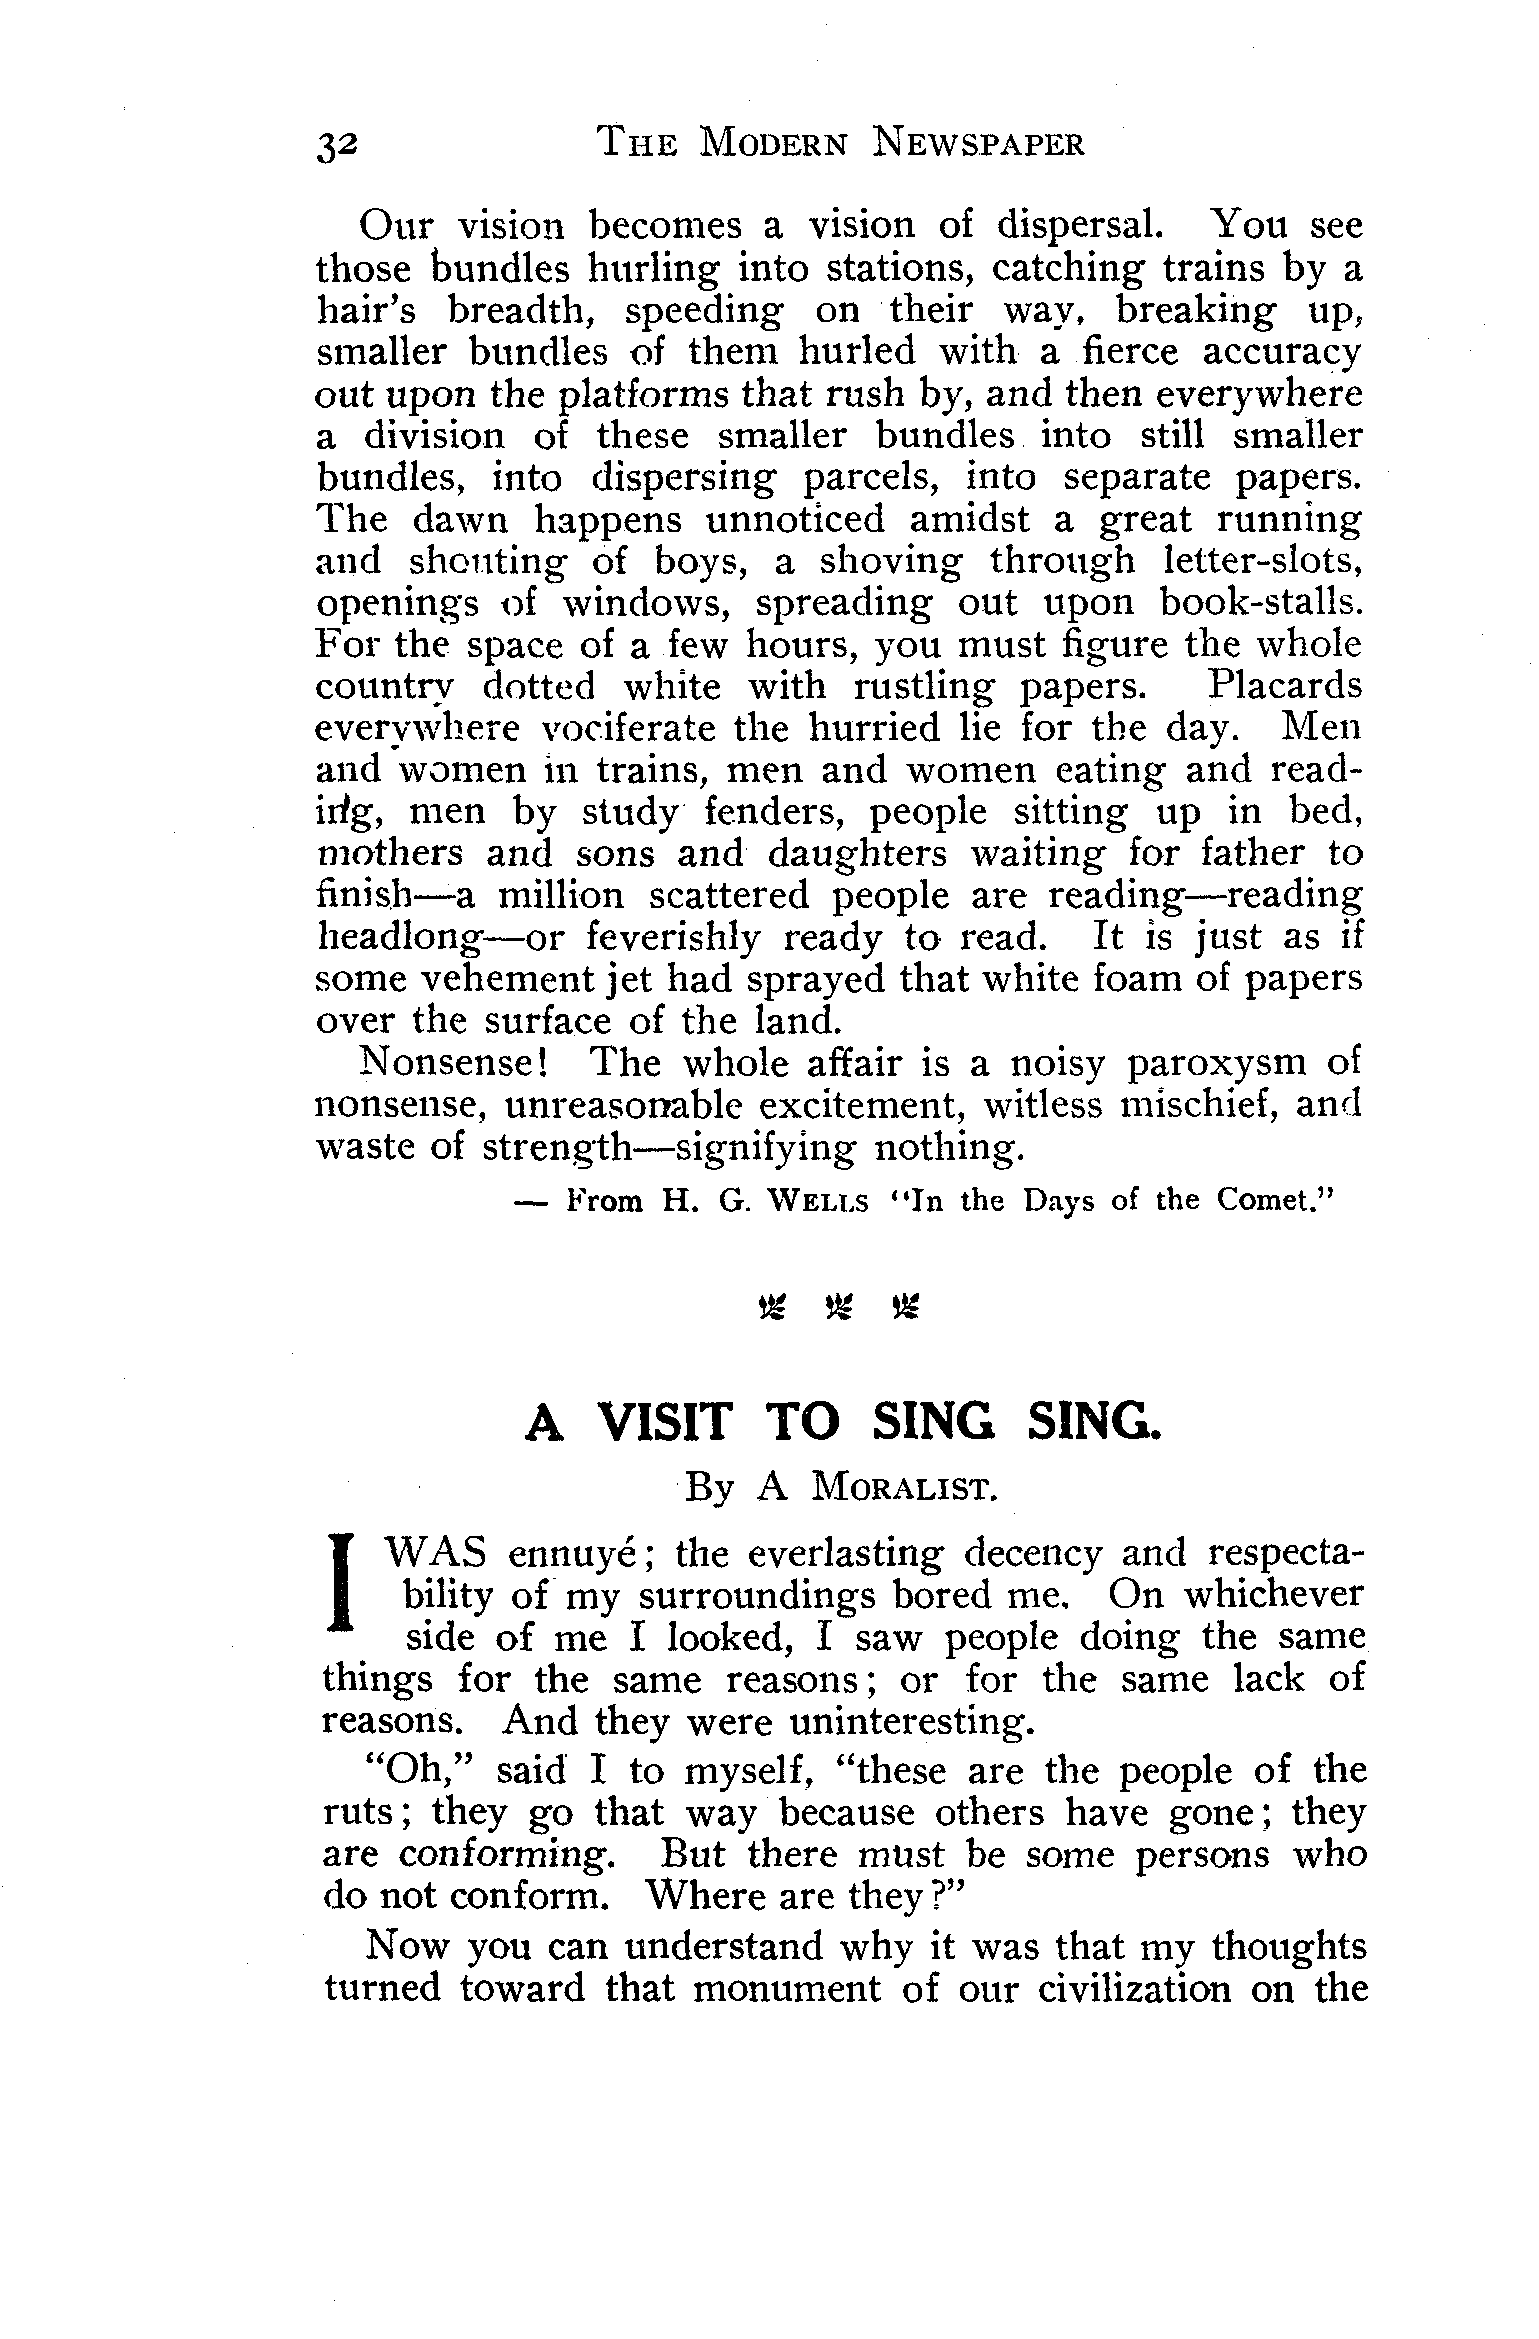 32 THE MODERN NEWSPAPER
Our vision becomes a vision of dispersal. You see
those bundles hurling into stations, catching trains by a
hair's breadth, speeding on their way, breaking up,
smaller bundles of them hurled with a fierce accuracy
out upon the platforms that rush by, and then everywhere
a division of these smaller bundles into still smaller
bundles, into dispersing parcels, into separate papers.
The dawn happens unnoticed amidst a great running
and shouting of boys, a shoving through letter-slots,
openings of windows, spreading out upon book-stalls.
For the space of a few hours, you must figure the whole
country dotted white with rustling papers. Placards
everywhere vociferate the hurried lie for the day. Men
and women in trains, men and women eating and read-
ing, men by study fenders, people sitting up in bed,
mothers and sons and daughters waiting for father to
finish—a million scattered people are reading—reading
headlong—or feverishly ready to read. It is just as if
some vehement jet had sprayed that white foam of papers
over the surface of the land.
Nonsense! The whole affair is a noisy paroxysm of
nonsense, unreasonable excitement, witless mischief, and
waste of strength—signifying nothing.
— From H. G. WELLS "In the Days of the Comet."
A VISIT TO SING SING.
By A MORALIST.
I WAS ennuyé; the everlasting decency and respecta-
bility of my surroundings bored me. On whichever
side of me I looked, I saw people doing the same
things for the same reasons; or for the same lack of
reasons. And they were uninteresting.
"Oh," said I to myself, "these are the people of the
ruts; they go that way because others have gone; they
are conforming. But there must be some persons who
do not conform. Where are they?"
Now you can understand why it was that my thoughts
turned toward that monument of our civilization on the